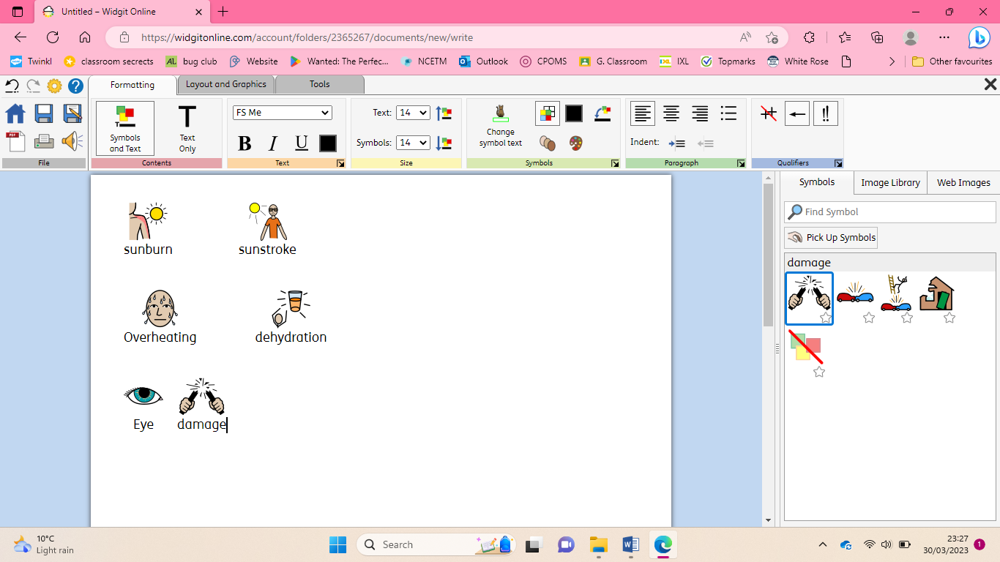 Untitled – Widgit Online
https://widgitonline.com/account/folders/2365267/documents/new/write
Twinkl classroom secrects AL bug club Website Wanted: The Perfec... NCETM Outlook CPOMS G. Classroom IXL Topmarks White Rose Other favourites
Formatting Layout and Graphics Tools
Symbols and Text
Text Only
FS Me
B I U
Text: 14
Symbols: 14
Change symbol text
Indent:
PDF
File Contents Text Size Symbols Paragraph Qualifiers
Symbols Image Library Web Images
Find Symbol
Pick Up Symbols
damage
sunburn sunstroke
Overheating dehydration
Eye damage
10°C
Light rain
Search
23:27
30/03/2023
1